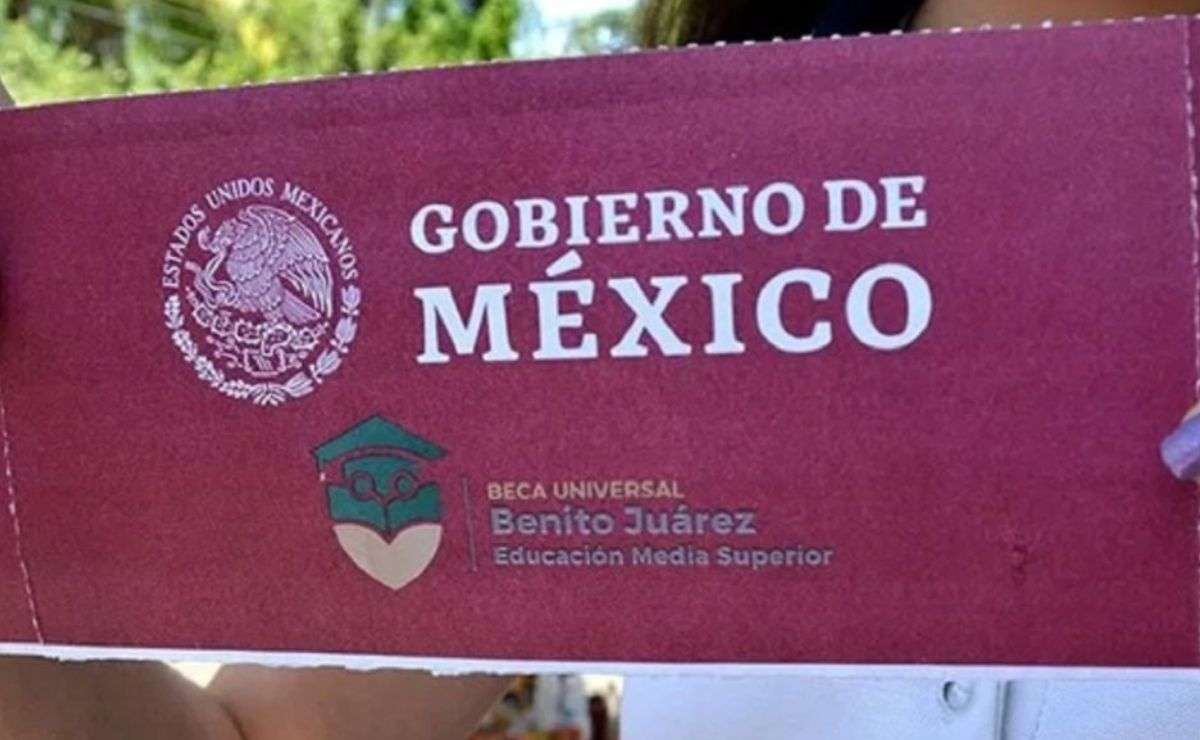 ESTADOS UNIDOS MEXICANOS
GOBIERNO DE
MÉXICO
BECA UNIVERSAL
Benito Juárez
Educación Media Superior